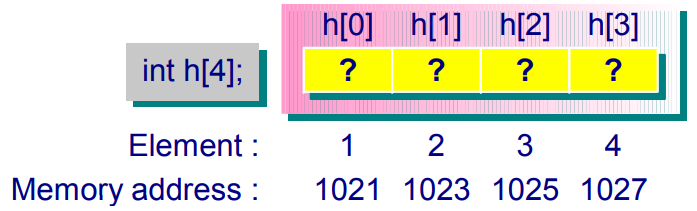 h[0] h[1] h[2] h[3]
int h[4]; ? ? ? ?
Element : 1 2 3 4
Memory address : 1021 1023 1025 1027